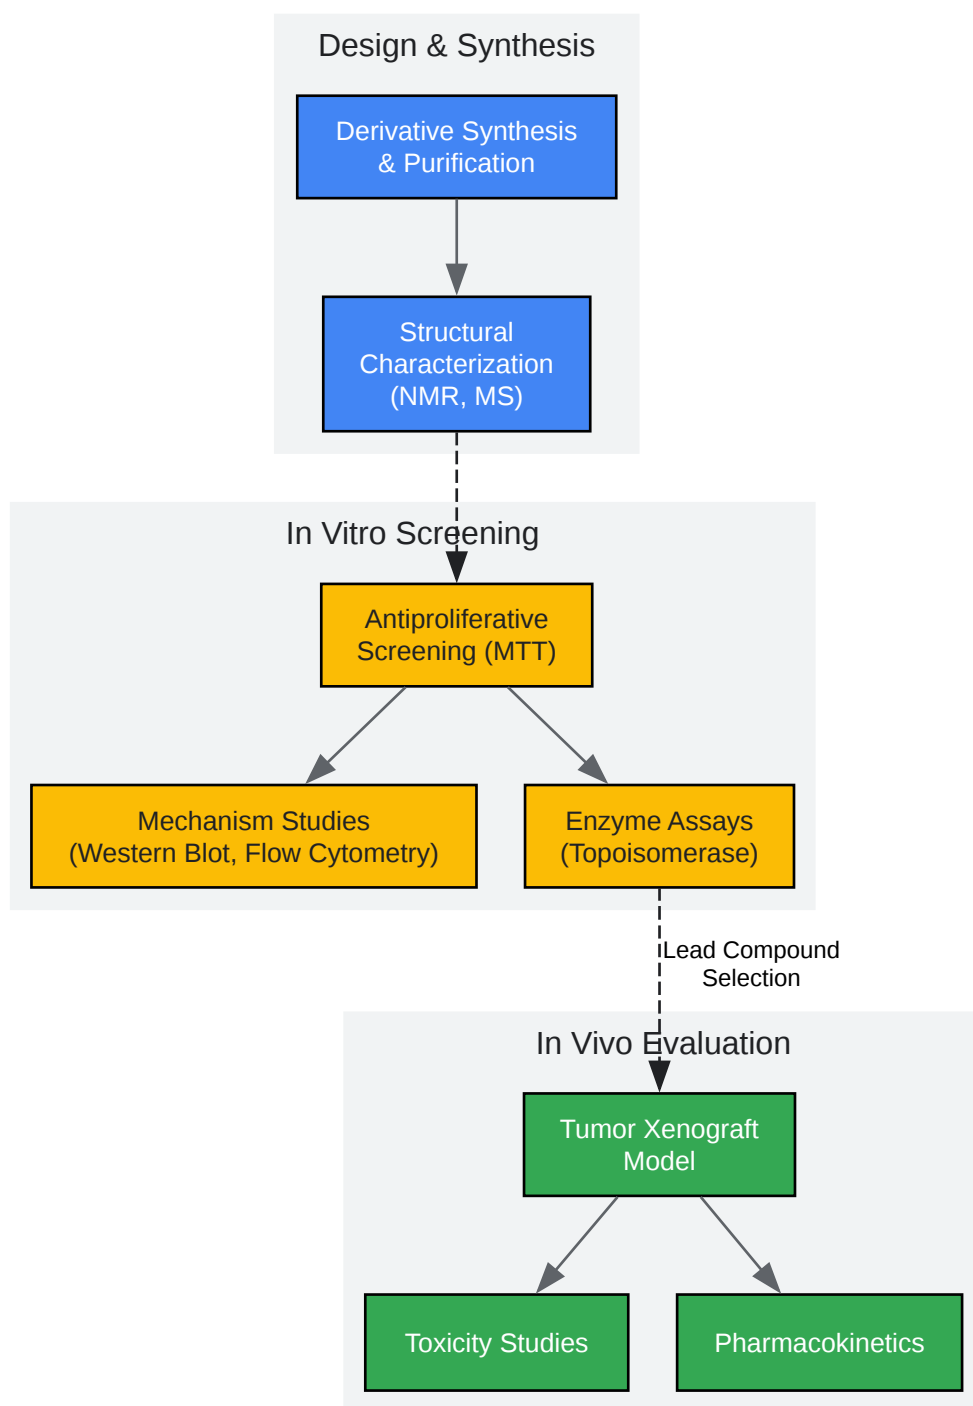 Design & Synthesis
Derivative Synthesis
& Purification
Structural
Characterization
(NMR, MS)
In Vitro Screening
Antiproliferative
Screening (MTT)
Mechanism Studies
(Western Blot, Flow Cytometry)
Enzyme Assays
(Topoisomerase)
Lead Compound
Selection
In Vivo Evaluation
Tumor Xenograft
Model
Toxicity Studies
Pharmacokinetics